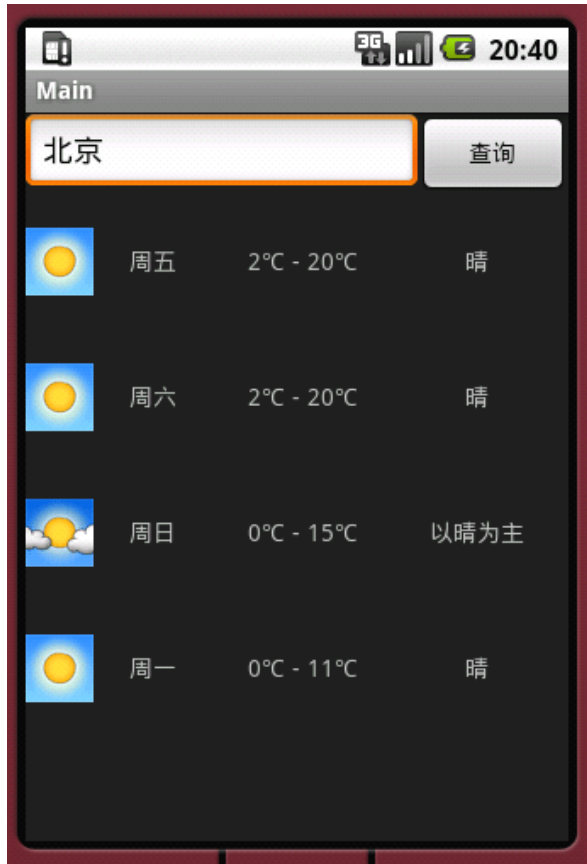 3G 20:40
Main
北京 查询
周五 2℃ - 20℃ 晴
周六 2℃ - 20℃ 晴
周日 0℃ - 15℃ 以晴为主
周一 0℃ - 11℃ 晴